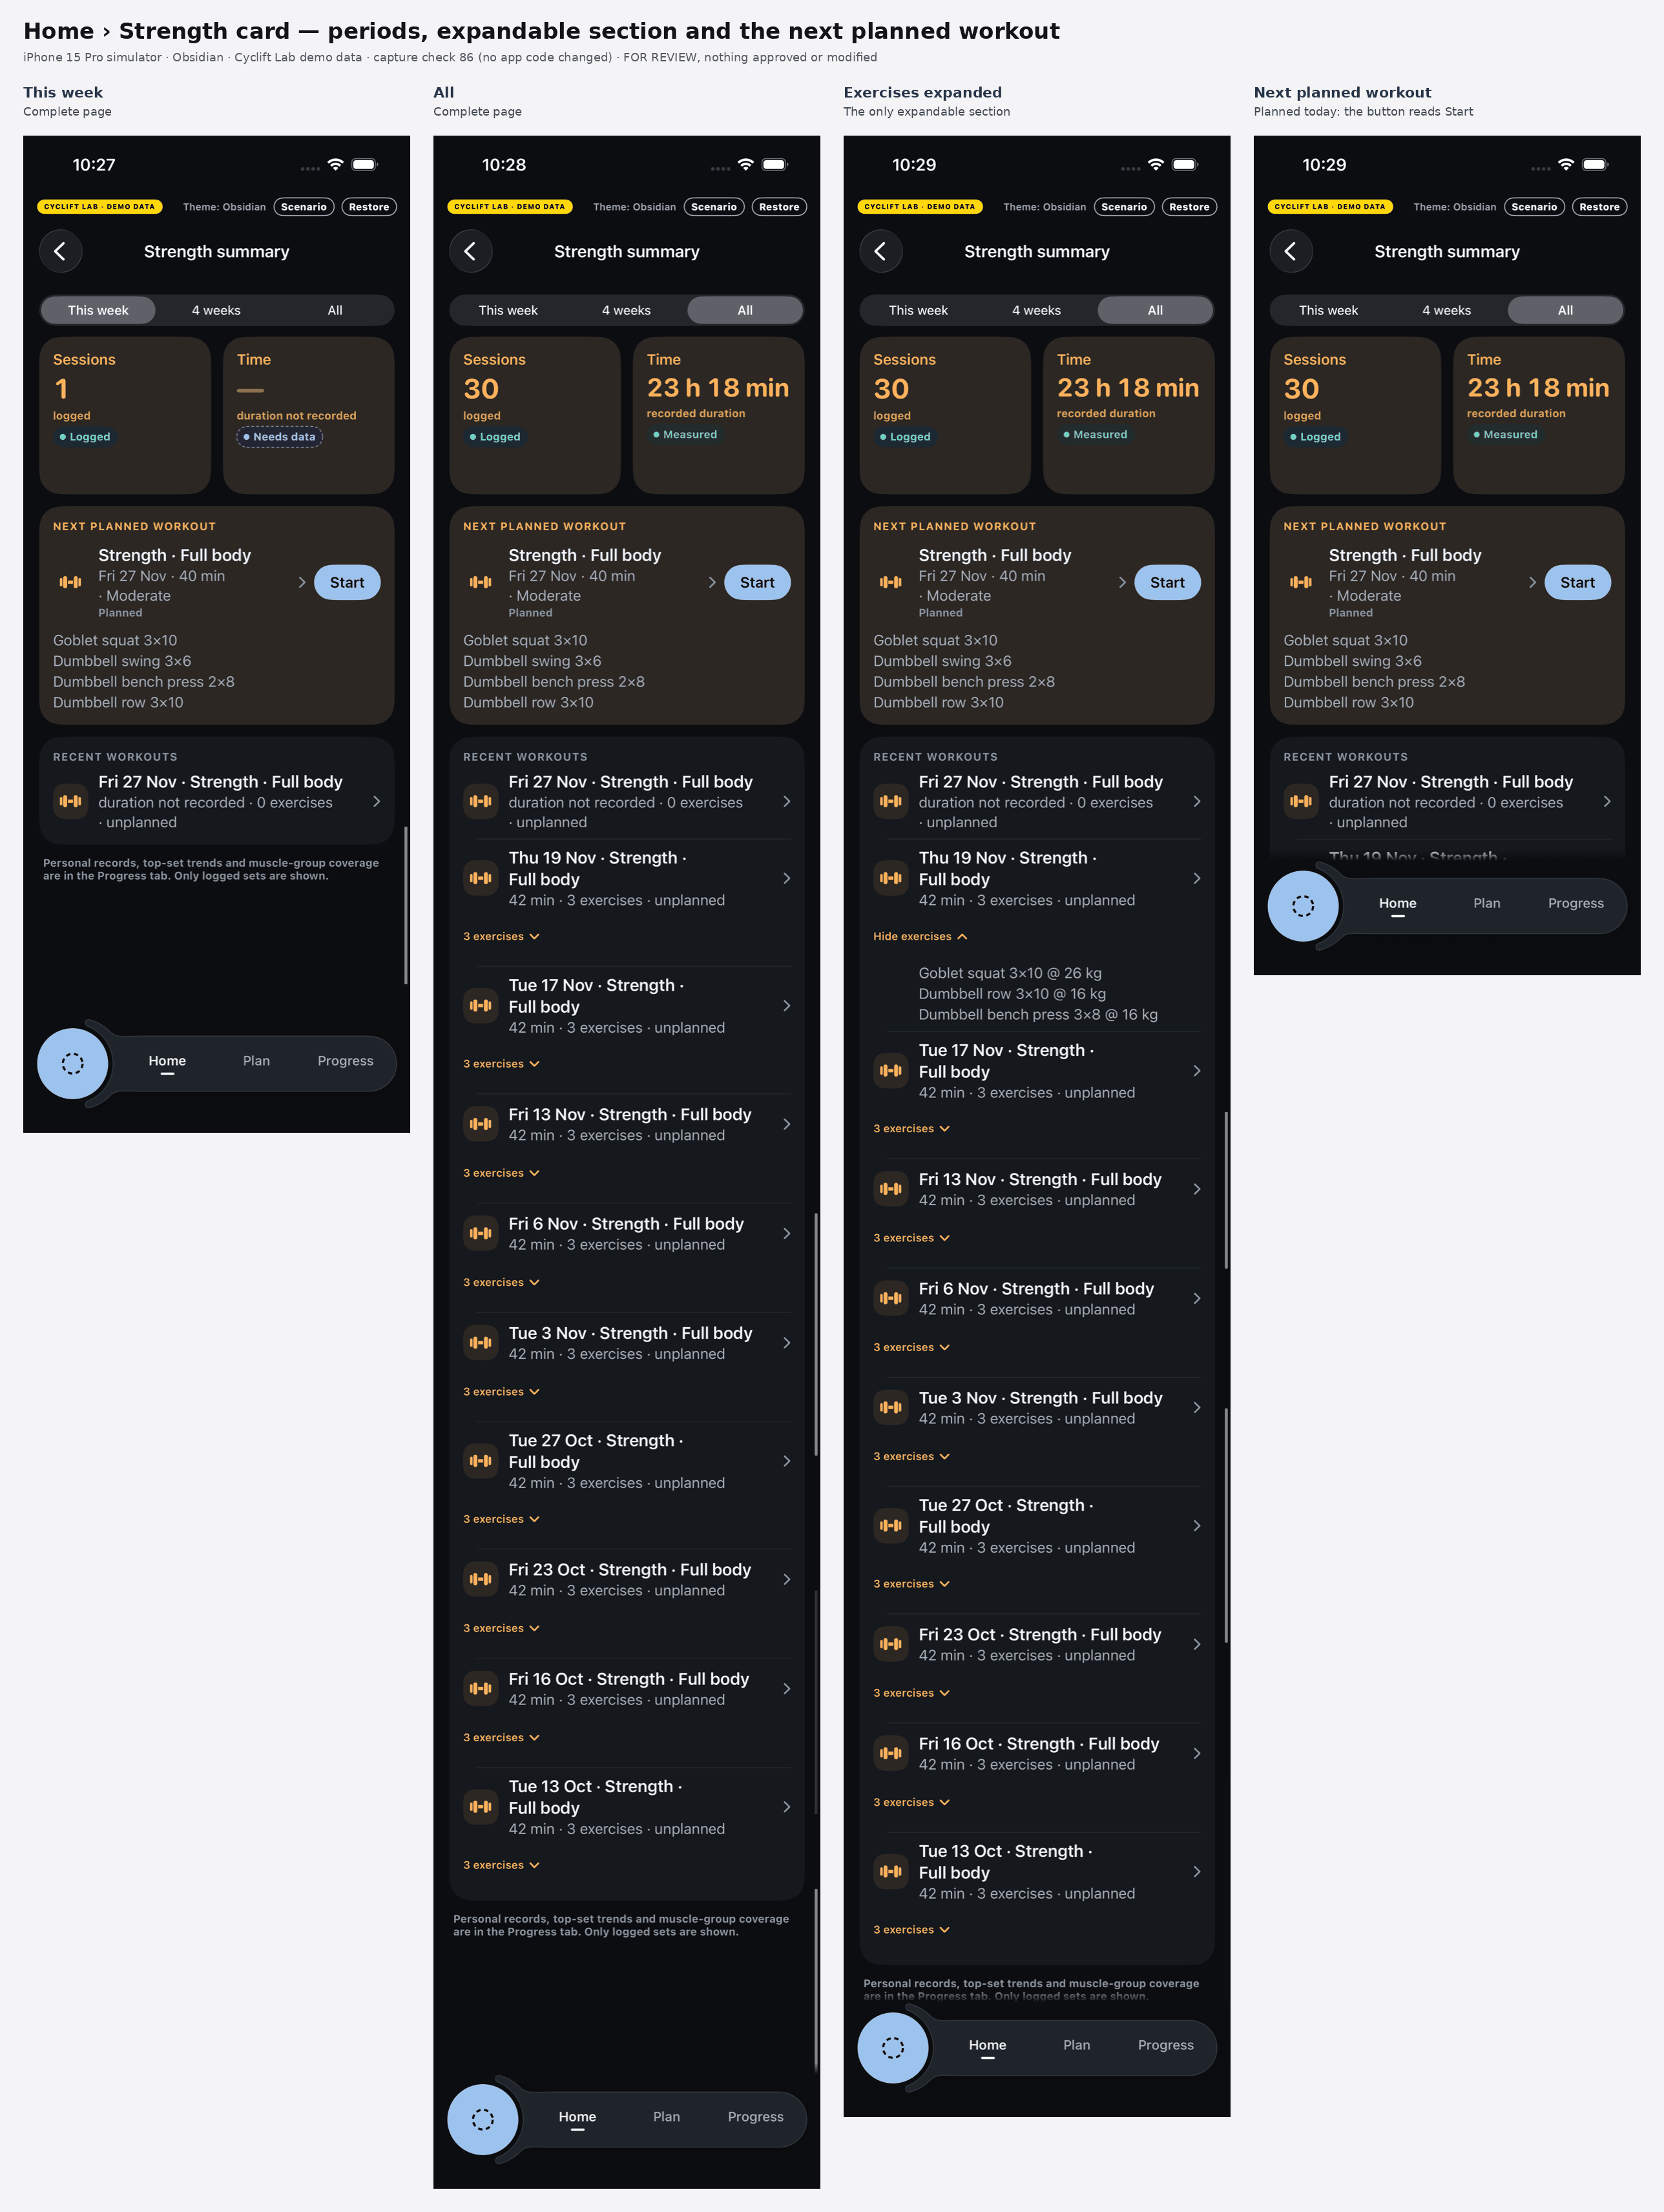 Home › Strength card — periods, expandable section and the next planned workout
iPhone 15 Pro simulator · Obsidian · Cyclift Lab demo data · capture check 86 (no app code changed) · FOR REVIEW, nothing approved or modified
This week
Complete page
10:27
CYCLIFT LAB · DEMO DATA
Theme: Obsidian
Scenario
Restore
Strength summary
This week
4 weeks
All
Sessions
1
logged
Logged
Time
—
duration not recorded
Needs data
NEXT PLANNED WORKOUT
Strength · Full body
Fri 27 Nov · 40 min
· Moderate
Planned
Start
Goblet squat 3×10
Dumbbell swing 3×6
Dumbbell bench press 2×8
Dumbbell row 3×10
RECENT WORKOUTS
Fri 27 Nov · Strength · Full body
duration not recorded · 0 exercises
· unplanned
Personal records, top-set trends and muscle-group coverage
are in the Progress tab. Only logged sets are shown.
Home
Plan
Progress
All
Complete page
10:28
CYCLIFT LAB · DEMO DATA
Theme: Obsidian
Scenario
Restore
Strength summary
This week
4 weeks
All
Sessions
30
logged
Logged
Time
23 h 18 min
recorded duration
Measured
NEXT PLANNED WORKOUT
Strength · Full body
Fri 27 Nov · 40 min
· Moderate
Planned
Start
Goblet squat 3×10
Dumbbell swing 3×6
Dumbbell bench press 2×8
Dumbbell row 3×10
RECENT WORKOUTS
Fri 27 Nov · Strength · Full body
duration not recorded · 0 exercises
· unplanned
Thu 19 Nov · Strength ·
Full body
42 min · 3 exercises · unplanned
3 exercises
Tue 17 Nov · Strength ·
Full body
42 min · 3 exercises · unplanned
3 exercises
Fri 13 Nov · Strength · Full body
42 min · 3 exercises · unplanned
3 exercises
Fri 6 Nov · Strength · Full body
42 min · 3 exercises · unplanned
3 exercises
Tue 3 Nov · Strength · Full body
42 min · 3 exercises · unplanned
3 exercises
Tue 27 Oct · Strength ·
Full body
42 min · 3 exercises · unplanned
3 exercises
Fri 23 Oct · Strength · Full body
42 min · 3 exercises · unplanned
3 exercises
Fri 16 Oct · Strength · Full body
42 min · 3 exercises · unplanned
3 exercises
Tue 13 Oct · Strength ·
Full body
42 min · 3 exercises · unplanned
3 exercises
Personal records, top-set trends and muscle-group coverage
are in the Progress tab. Only logged sets are shown.
Home
Plan
Progress
Exercises expanded
The only expandable section
10:29
CYCLIFT LAB · DEMO DATA
Theme: Obsidian
Scenario
Restore
Strength summary
This week
4 weeks
All
Sessions
30
logged
Logged
Time
23 h 18 min
recorded duration
Measured
NEXT PLANNED WORKOUT
Strength · Full body
Fri 27 Nov · 40 min
· Moderate
Planned
Start
Goblet squat 3×10
Dumbbell swing 3×6
Dumbbell bench press 2×8
Dumbbell row 3×10
RECENT WORKOUTS
Fri 27 Nov · Strength · Full body
duration not recorded · 0 exercises
· unplanned
Thu 19 Nov · Strength ·
Full body
42 min · 3 exercises · unplanned
Hide exercises
Goblet squat 3×10 @ 26 kg
Dumbbell row 3×10 @ 16 kg
Dumbbell bench press 3×8 @ 16 kg
Tue 17 Nov · Strength ·
Full body
42 min · 3 exercises · unplanned
3 exercises
Fri 13 Nov · Strength · Full body
42 min · 3 exercises · unplanned
3 exercises
Fri 6 Nov · Strength · Full body
42 min · 3 exercises · unplanned
3 exercises
Tue 3 Nov · Strength · Full body
42 min · 3 exercises · unplanned
3 exercises
Tue 27 Oct · Strength ·
Full body
42 min · 3 exercises · unplanned
3 exercises
Fri 23 Oct · Strength · Full body
42 min · 3 exercises · unplanned
3 exercises
Fri 16 Oct · Strength · Full body
42 min · 3 exercises · unplanned
3 exercises
Tue 13 Oct · Strength ·
Full body
42 min · 3 exercises · unplanned
3 exercises
Personal records, top-set trends and muscle-group coverage
are in the Progress tab. Only logged sets are shown.
Home
Plan
Progress
Next planned workout
Planned today: the button reads Start
10:29
CYCLIFT LAB · DEMO DATA
Theme: Obsidian
Scenario
Restore
Strength summary
This week
4 weeks
All
Sessions
30
logged
Logged
Time
23 h 18 min
recorded duration
Measured
NEXT PLANNED WORKOUT
Strength · Full body
Fri 27 Nov · 40 min
· Moderate
Planned
Start
Goblet squat 3×10
Dumbbell swing 3×6
Dumbbell bench press 2×8
Dumbbell row 3×10
RECENT WORKOUTS
Fri 27 Nov · Strength · Full body
duration not recorded · 0 exercises
· unplanned
Thu 19 Nov · Strength ·
Home
Plan
Progress